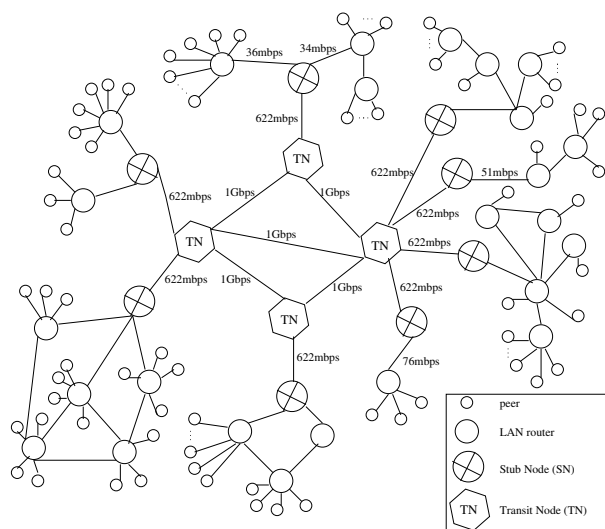 36mbps
34mbps
622mbps
TN
622mbps
51mbps
622mbps
1Gbps
1Gbps
622mbps
TN
1Gbps
TN
622mbps
622mbps
1Gbps
1Gbps
622mbps
TN
622mbps
76mbps
peer
LAN router
Stub Node (SN)
TN
Transit Node (TN)